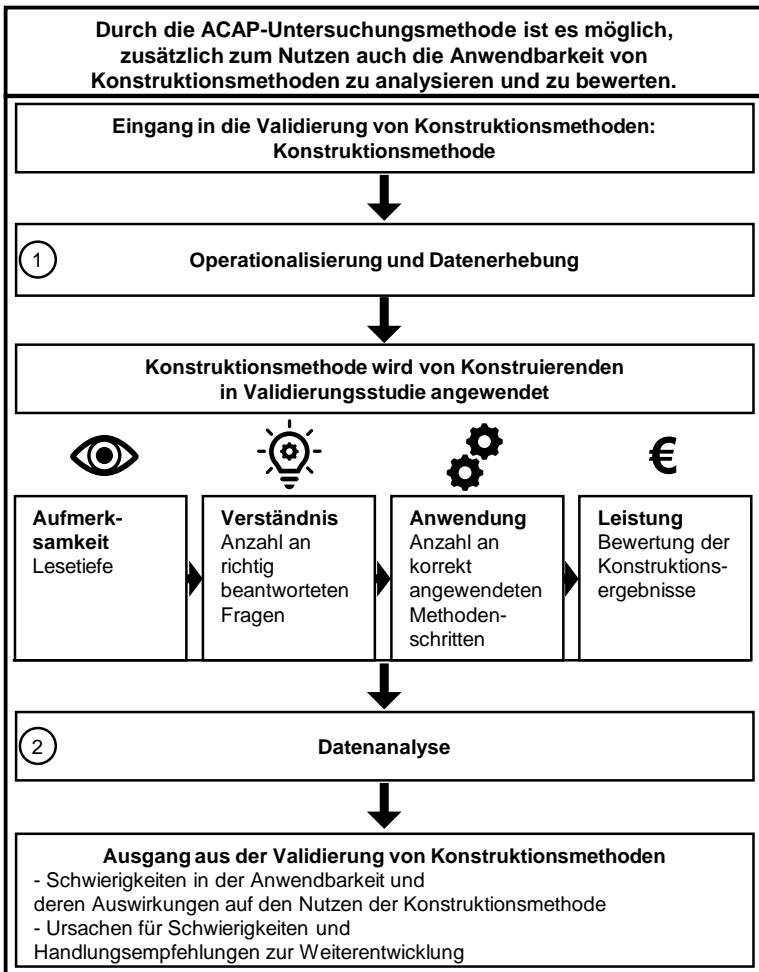 Durch die ACAP-Untersuchungsmethode ist es möglich,
zusätzlich zum Nutzen auch die Anwendbarkeit von
Konstruktionsmethoden zu analysieren und zu bewerten.
Eingang in die Validierung von Konstruktionsmethoden:
Konstruktionsmethode
1
Operationalisierung und Datenerhebung
Konstruktionsmethode wird von Konstruierenden
in Validierungsstudie angewendet
€
Aufmerk-
samkeit
Lesetiefe
Verständnis
Anzahl an
richtig
beantworteten
Fragen
Anwendung
Anzahl an
korrekt
angewendeten
Methoden-
schritten
Leistung
Bewertung der
Konstruktions-
ergebnisse
2
Datenanalyse
Ausgang aus der Validierung von Konstruktionsmethoden
- Schwierigkeiten in der Anwendbarkeit und
deren Auswirkungen auf den Nutzen der Konstruktionsmethode
- Ursachen für Schwierigkeiten und
Handlungsempfehlungen zur Weiterentwicklung